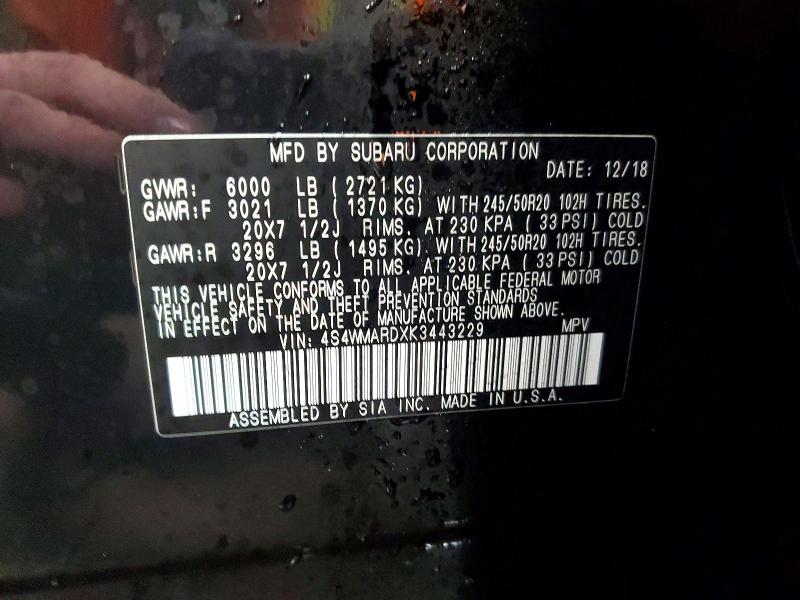 MFD BY SUBARU CORPORATION
DATE: 12/18
GVWR: 6000 LB ( 2721 KG)
GAWR:F 3021 LB ( 1370 KG) WITH 245/50R20 102H TIRES.
20X7 1/2J RIMS. AT 230 KPA ( 33 PSI) COLD
GAWR:R 3296 LB ( 1495 KG). WITH 245/50R20 102H TIRES.
20X7 1/2J RIMS. AT 230 KPA ( 33 PSI) COLD
THIS VEHICLE CONFORMS TO ALL APPLICABLE FEDERAL MOTOR
VEHICLE SAFETY AND THEFT PREVENTION STANDARDS
IN EFFECT ON THE DATE OF MANUFACTURE SHOWN ABOVE.
VIN: 4S4WMARDXK3443229 MPV
ASSEMBLED BY SIA INC. MADE IN U.S.A.